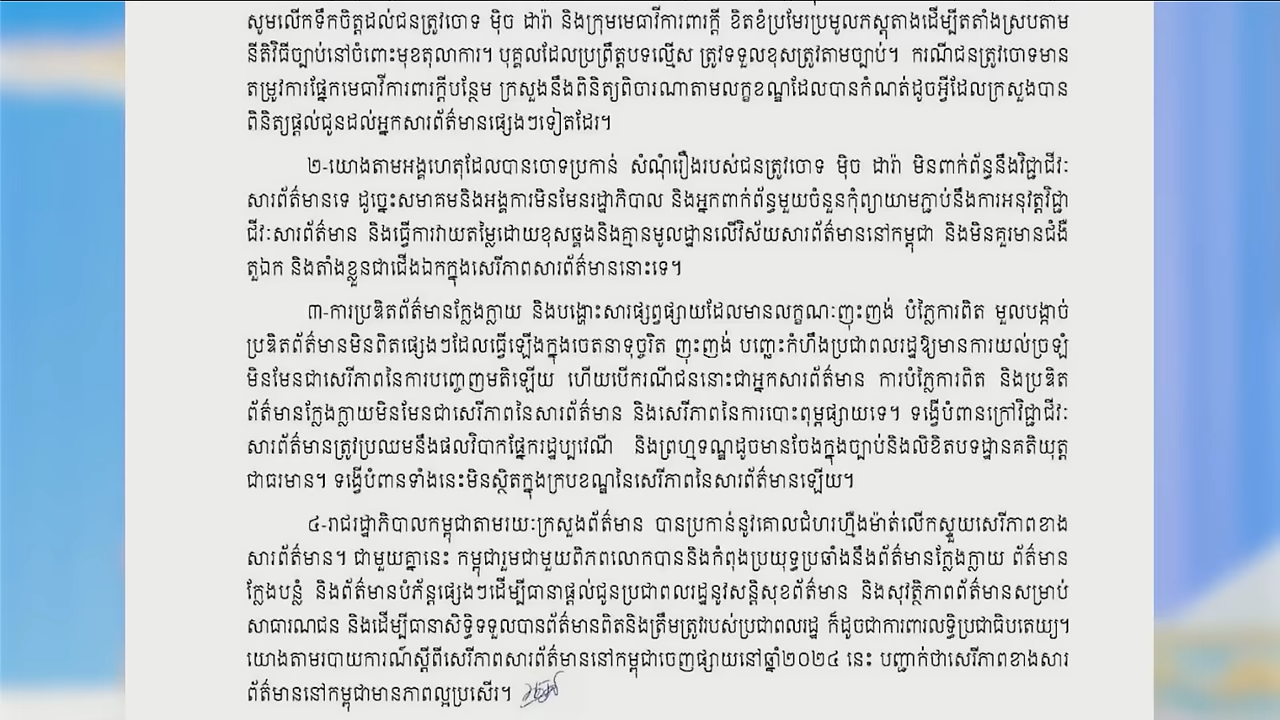 សូមលើកទឹកចិត្តដល់ជនត្រូវចោទ ម៉ិច ដារ៉ា និងក្រុមមេធាវីការពារក្តី ខិតខំប្រមែរប្រមូលភស្តុតាងដើម្បីតតាំងស្របតាម
នីតិវិធីច្បាប់នៅចំពោះមុខតុលាការ។ បុគ្គលដែលប្រព្រឹត្តបទល្មើស ត្រូវទទួលខុសត្រូវតាមច្បាប់។ ករណីជនត្រូវចោទមាន
តម្រូវការផ្នែកមេធាវីការពារក្តីបន្ថែម ក្រសួងនឹងពិនិត្យពិចារណាតាមលក្ខខណ្ឌដែលបានកំណត់ដូចអ្វីដែលក្រសួងបាន
ពិនិត្យផ្តល់ជូនដល់អ្នកសារព័ត៌មានផ្សេងៗទៀតដែរ។
២-យោងតាមអង្គហេតុដែលបានចោទប្រកាន់ សំណុំរឿងរបស់ជនត្រូវចោទ ម៉ិច ដារ៉ា មិនពាក់ព័ន្ធនឹងវិជ្ជាជីវៈ
សារព័ត៌មានទេ ដូច្នេះសមាគមនិងអង្គការមិនមែនរដ្ឋាភិបាល និងអ្នកពាក់ព័ន្ធមួយចំនួនកុំព្យាយាមភ្ជាប់នឹងការអនុវត្តវិជ្ជា
ជីវៈសារព័ត៌មាន និងធ្វើការវាយតម្លៃដោយខុសឆ្គងនិងគ្មានមូលដ្ឋានលើវិស័យសារព័ត៌មាននៅកម្ពុជា និងមិនគួរមានជំងឺ
តួឯក និងតាំងខ្លួនជាជើងឯកក្នុងសេរីភាពសារព័ត៌មាននោះទេ។
៣-ការប្រឌិតព័ត៌មានក្លែងក្លាយ និងបង្ហោះសារផ្សព្វផ្សាយដែលមានលក្ខណៈញុះញង់ បំភ្លៃការពិត មួលបង្កាច់
ប្រឌិតព័ត៌មានមិនពិតផ្សេងៗដែលធ្វើឡើងក្នុងចេតនាទុច្ចរិត ញុះញង់ បញ្ឆេះកំហឹងប្រជាពលរដ្ឋឱ្យមានការយល់ច្រឡំ
មិនមែនជាសេរីភាពនៃការបញ្ចេញមតិឡើយ ហើយបើករណីជននោះជាអ្នកសារព័ត៌មាន ការបំភ្លៃការពិត និងប្រឌិត
ព័ត៌មានក្លែងក្លាយមិនមែនជាសេរីភាពនៃសារព័ត៌មាន និងសេរីភាពនៃការបោះពុម្ពផ្សាយទេ។ ទង្វើបំពានក្រៅវិជ្ជាជីវៈ
សារព័ត៌មានត្រូវប្រឈមនឹងផលវិបាកផ្នែករដ្ឋប្បវេណី និងព្រហ្មទណ្ឌដូចមានចែងក្នុងច្បាប់និងលិខិតបទដ្ឋានគតិយុត្ត
ជាធរមាន។ ទង្វើបំពានទាំងនេះមិនស្ថិតក្នុងក្របខណ្ឌនៃសេរីភាពនៃសារព័ត៌មានឡើយ។
៤-រាជរដ្ឋាភិបាលកម្ពុជាតាមរយៈក្រសួងព័ត៌មាន បានប្រកាន់នូវគោលជំហរហ្មឺងម៉ាត់លើកស្ទួយសេរីភាពខាង
សារព័ត៌មាន។ ជាមួយគ្នានេះ កម្ពុជារួមជាមួយពិភពលោកបាននិងកំពុងប្រយុទ្ធប្រឆាំងនឹងព័ត៌មានក្លែងក្លាយ ព័ត៌មាន
ក្លែងបន្លំ និងព័ត៌មានបំភ័ន្តផ្សេងៗដើម្បីធានាផ្តល់ជូនប្រជាពលរដ្ឋនូវសន្តិសុខព័ត៌មាន និងសុវត្ថិភាពព័ត៌មានសម្រាប់
សាធារណជន និងដើម្បីធានាសិទ្ធិទទួលបានព័ត៌មានពិតនិងត្រឹមត្រូវរបស់ប្រជាពលរដ្ឋ ក៏ដូចជាការពារលទ្ធិប្រជាធិបតេយ្យ។
យោងតាមរបាយការណ៍ស្តីពីសេរីភាពសារព័ត៌មាននៅកម្ពុជាចេញផ្សាយនៅឆ្នាំ២០២៤ នេះ បញ្ជាក់ថាសេរីភាពខាងសារ
ព័ត៌មាននៅកម្ពុជាមានភាពល្អប្រសើរ។